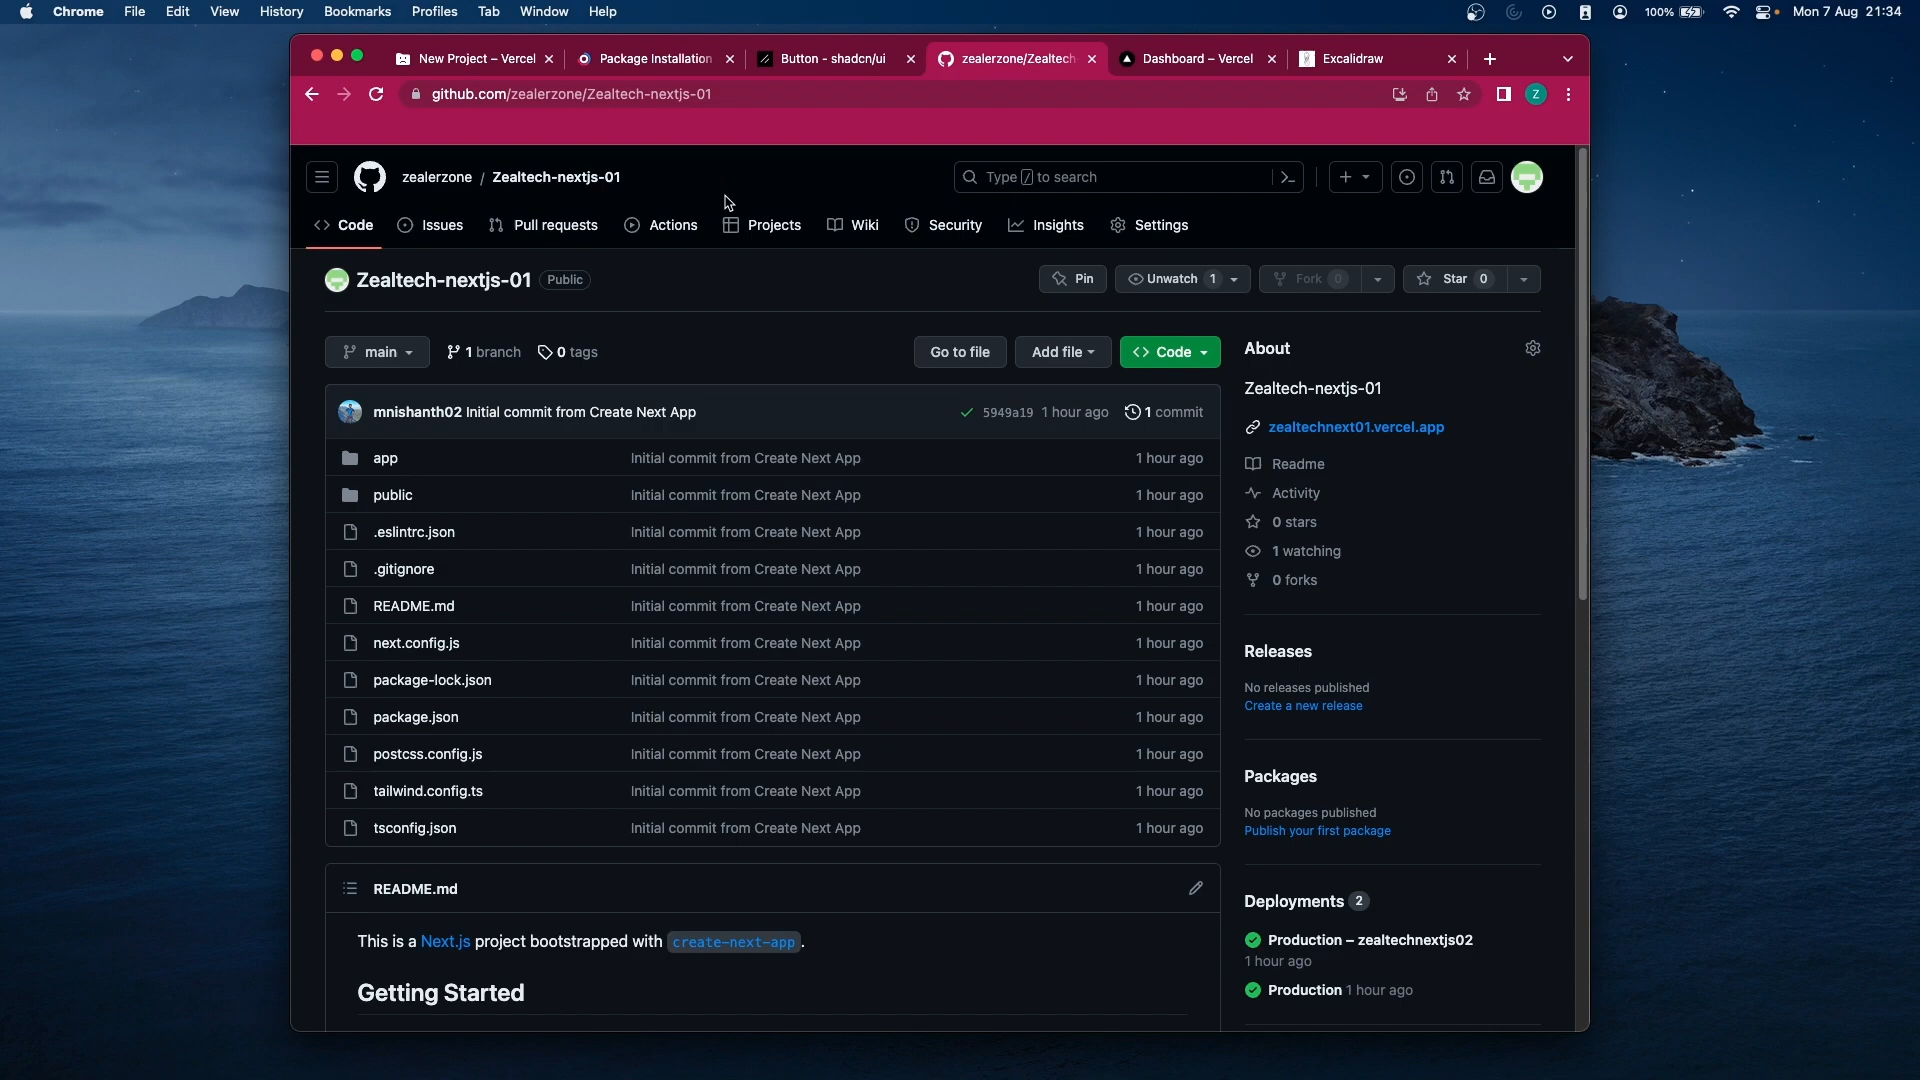 Chrome File Edit View History Bookmarks Profiles Tab Window Help 100% Mon 7 Aug 21:34
New Project – Vercel Package Installation Button - shadcn/ui zealerzone/Zealtech Dashboard – Vercel Excalidraw
github.com/zealerzone/Zealtech-nextjs-01 Z
zealerzone / Zealtech-nextjs-01 Type / to search
Code Issues Pull requests Actions Projects Wiki Security Insights Settings
Zealtech-nextjs-01 Public Pin Unwatch 1 Fork 0 Star 0
main 1 branch 0 tags Go to file Add file Code
mnishanth02 Initial commit from Create Next App 5949a19 1 hour ago 1 commit
app Initial commit from Create Next App 1 hour ago
public Initial commit from Create Next App 1 hour ago
.eslintrc.json Initial commit from Create Next App 1 hour ago
.gitignore Initial commit from Create Next App 1 hour ago
README.md Initial commit from Create Next App 1 hour ago
next.config.js Initial commit from Create Next App 1 hour ago
package-lock.json Initial commit from Create Next App 1 hour ago
package.json Initial commit from Create Next App 1 hour ago
postcss.config.js Initial commit from Create Next App 1 hour ago
tailwind.config.ts Initial commit from Create Next App 1 hour ago
tsconfig.json Initial commit from Create Next App 1 hour ago
README.md
This is a Next.js project bootstrapped with create-next-app.
Getting Started
About
Zealtech-nextjs-01
zealtechnext01.vercel.app
Readme
Activity
0 stars
1 watching
0 forks
Releases
No releases published
Create a new release
Packages
No packages published
Publish your first package
Deployments 2
Production – zealtechnextjs02
1 hour ago
Production 1 hour ago